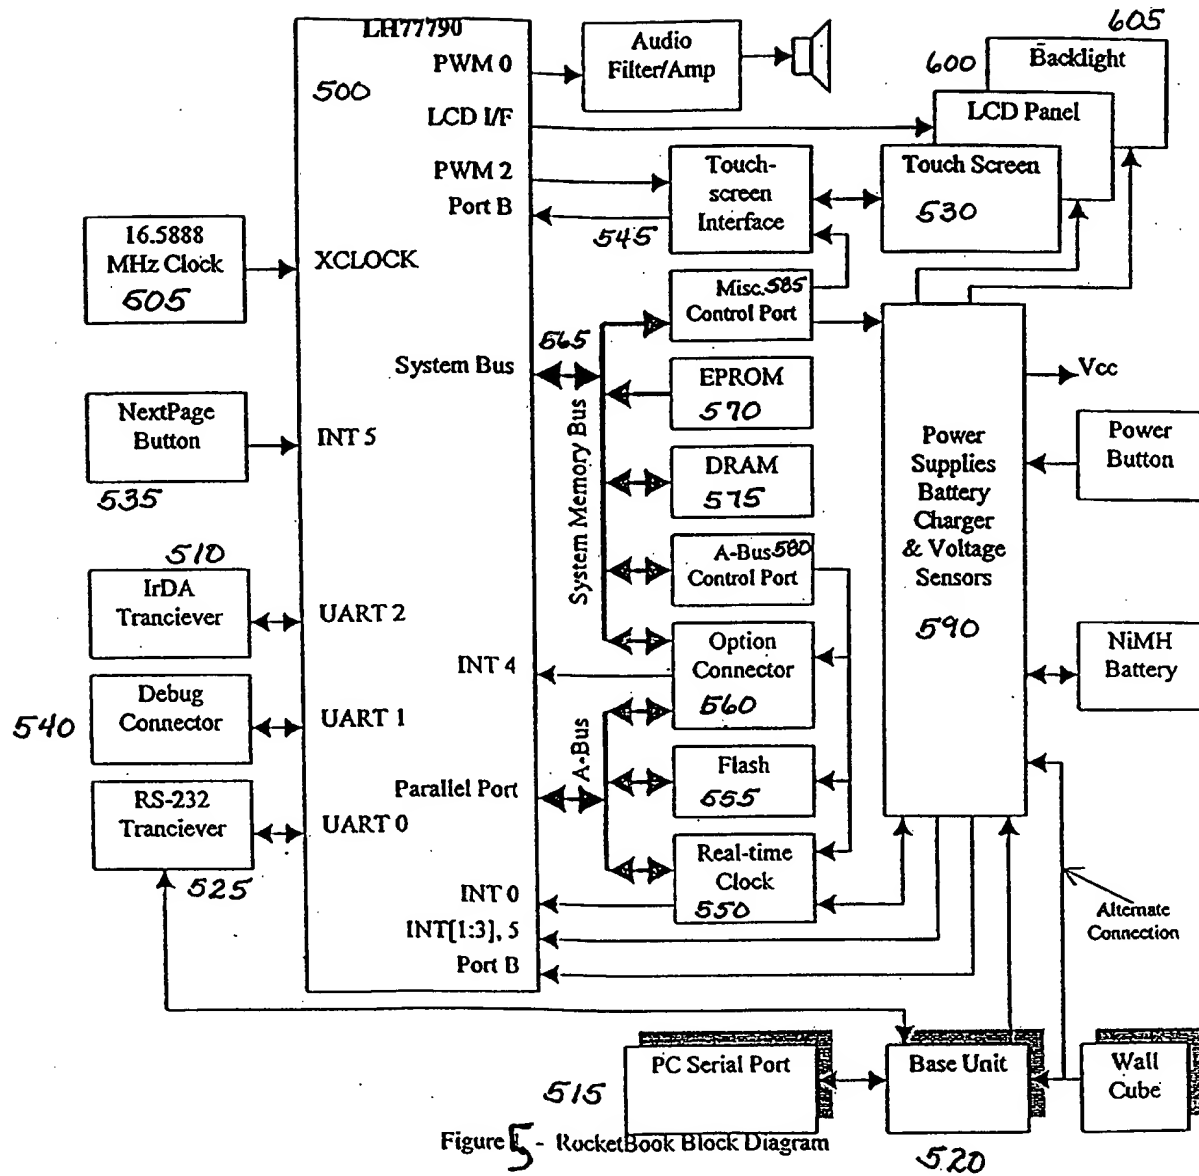 605
LH77790
500
PWM 0
Audio
Filter/Amp
600
Backlight
LCD I/F
LCD Panel
PWM 2
Port B
Touch-
screen
Interface
545
Touch Screen
530
16.5888
MHz Clock
505
XCLOCK
Misc. 585
Control Port
565
System Bus
EPROM
570
Vcc
NextPage
Button
535
INT 5
System Memory Bus
DRAM
575
Power
Supplies
Battery
Charger
& Voltage
Sensors
590
Power
Button
510
IrDA
Tranciever
UART 2
A-Bus 580
Control Port
INT 4
Option
Connector
560
NiMH
Battery
540
Debug
Connector
UART 1
A-Bus
Flash
555
Parallel Port
RS-232
Tranciever
525
UART 0
Real-time
Clock
550
INT 0
INT[1:3], 5
Port B
Alternate
Connection
515
PC Serial Port
Base Unit
520
Wall
Cube
Figure 5 - RocketBook Block Diagram